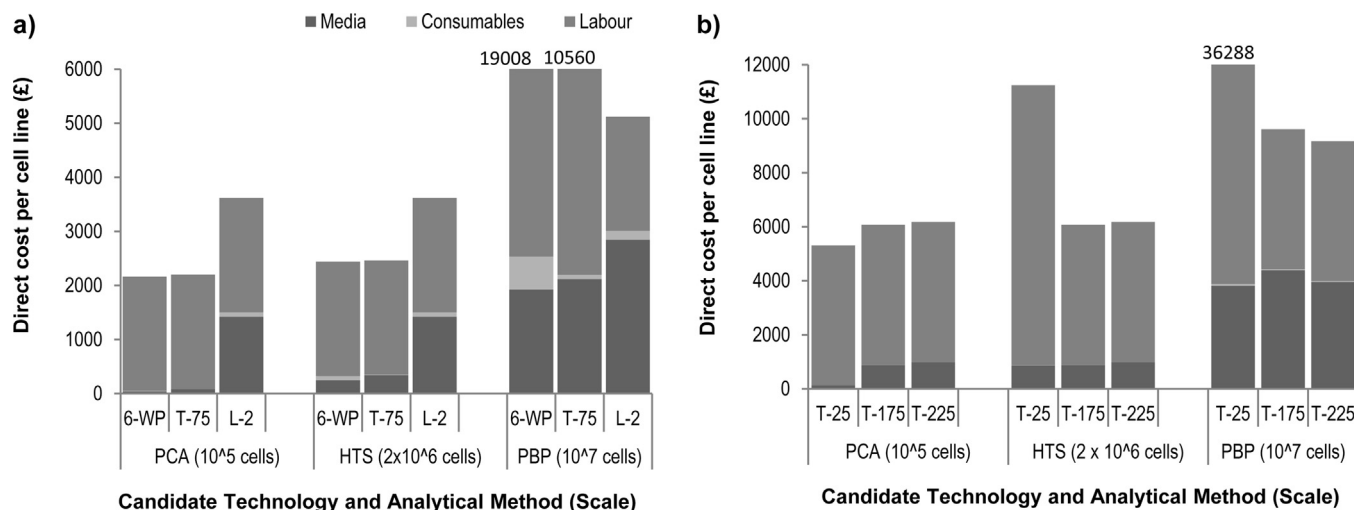 a)
Media Consumables Labour
19008 10560
6000
5000
4000
3000
2000
1000
0
Direct cost per cell line (£)
6-WP T-75 L-2 6-WP T-75 L-2 6-WP T-75 L-2
PCA (10^5 cells) HTS (2x10^6 cells) PBP (10^7 cells)
Candidate Technology and Analytical Method (Scale)
b)
36288
12000
10000
8000
6000
4000
2000
0
Direct cost per cell line (£)
T-25 T-175 T-225 T-25 T-175 T-225 T-25 T-175 T-225
PCA (10^5 cells) HTS (2 x 10^6 cells) PBP (10^7 cells)
Candidate Technology and Analytical Method (Scale)